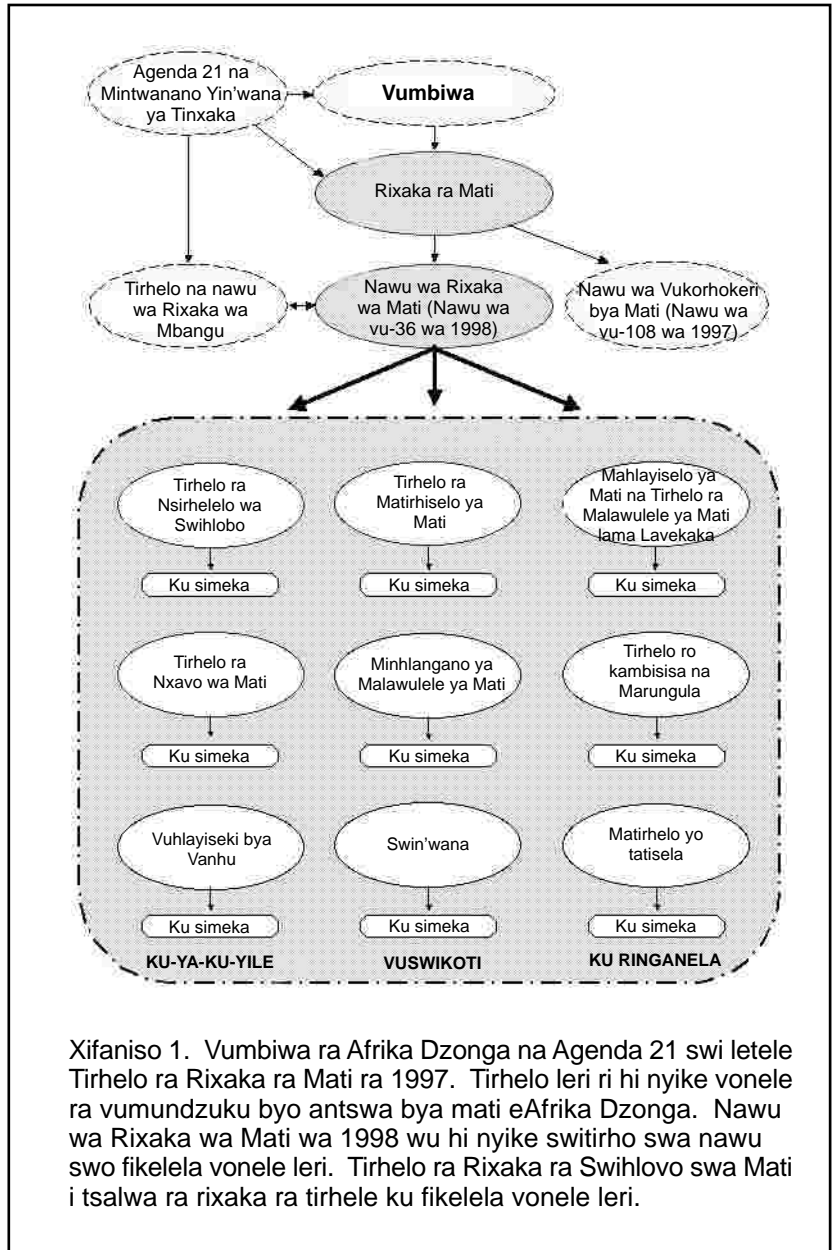 Agenda 21 na
Mintwanano Yin'wana
ya Tinxaka
Vumbiwa
Rixaka ra Mati
Tirhelo na nawu
wa Rixaka wa
Mbangu
Nawu wa Rixaka
wa Mati (Nawu wa
vu-36 wa 1998)
Nawu wa Vukorhokeri
bya Mati (Nawu wa
vu-108 wa 1997)
Tirhelo ra
Nsirhelelo wa
Swihlobo
Tirhelo ra
Matirhiselo ya
Mati
Mahlayiselo ya
Mati na Tirhelo ra
Malawulele ya Mati
lama Lavekaka
Ku simeka
Ku simeka
Ku simeka
Tirhelo ra
Nxavo wa Mati
Minhlangano ya
Malawulele ya Mati
Tirhelo ro
kambisisa na
Marungula
Ku simeka
Ku simeka
Ku simeka
Vuhlayiseki bya
Vanhu
Swin'wana
Matirhelo yo
tatisela
Ku simeka
Ku simeka
Ku simeka
KU-YA-KU-YILE
VUSWIKOTI
KU RINGANELA
Xifaniso 1. Vumbiwa ra Afrika Dzonga na Agenda 21 swi letele
Tirhelo ra Rixaka ra Mati ra 1997. Tirhelo leri ri hi nyike vonele
ra vumundzuku byo antswa bya mati eAfrika Dzonga. Nawu
wa Rixaka wa Mati wa 1998 wu hi nyike switirho swa nawu
swo fikelela vonele leri. Tirhelo ra Rixaka ra Swihlovo swa Mati
i tsalwa ra rixaka ra tirhele ku fikelela vonele leri.